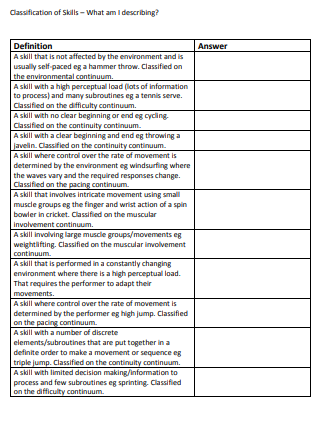 Classification of Skills – What am I describing?
Definition
Answer
A skill that is not affected by the environment and is
usually self-paced eg a hammer throw. Classified on
the environmental continuum.
A skill with a high perceptual load (lots of information
to process) and many subroutines eg a tennis serve.
Classified on the difficulty continuum.
A skill with no clear beginning or end eg cycling.
Classified on the continuity continuum.
A skill with a clear beginning and end eg throwing a
javelin. Classified on the continuity continuum.
A skill where control over the rate of movement is
determined by the environment eg windsurfing where
the waves vary and the required responses change.
Classified on the pacing continuum.
A skill that involves intricate movement using small
muscle groups eg the finger and wrist action of a spin
bowler in cricket. Classified on the muscular
involvement continuum.
A skill involving large muscle groups/movements eg
weightlifting. Classified on the muscular involvement
continuum.
A skill that is performed in a constantly changing
environment where there is a high perceptual load.
That requires the performer to adapt their
movements.
A skill where control over the rate of movement is
determined by the performer eg high jump. Classified
on the pacing continuum.
A skill with a number of discrete
elements/subroutines that are put together in a
definite order to make a movement or sequence eg
triple jump. Classified on the continuity continuum.
A skill with limited decision making/information to
process and few subroutines eg sprinting. Classified
on the difficulty continuum.